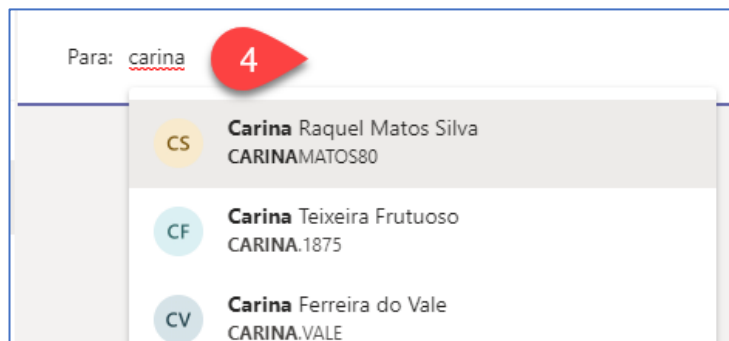 Para: carina 4
CS Carina Raquel Matos Silva
CARINAMATOS80
CF Carina Teixeira Frutuoso
CARINA.1875
CV Carina Ferreira do Vale
CARINA.VALE